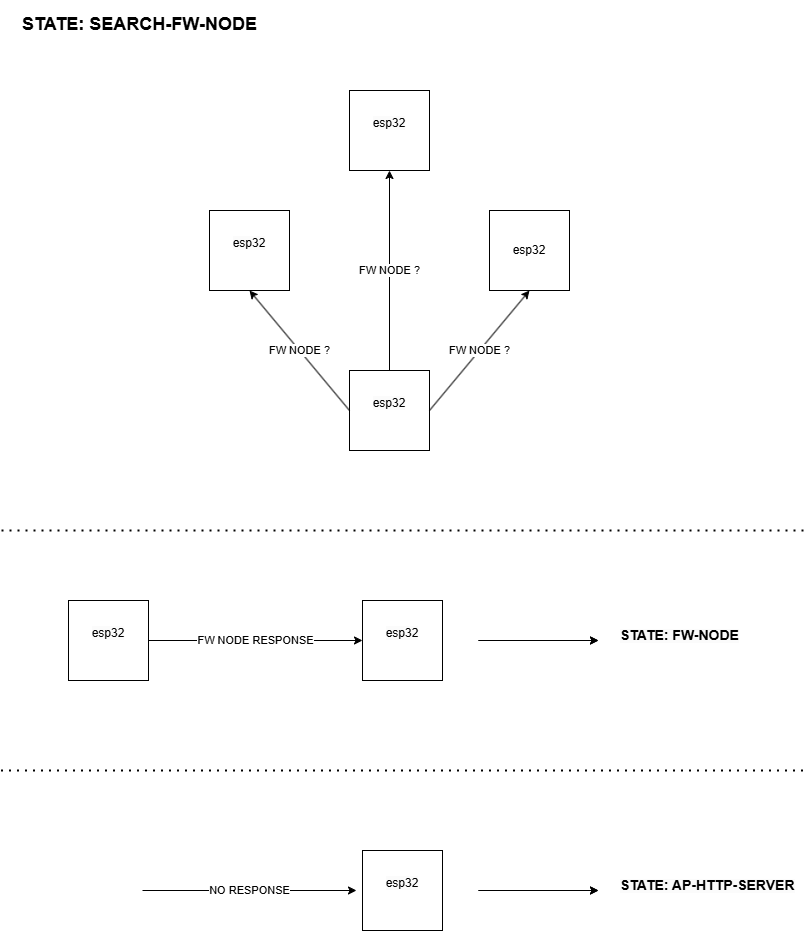 STATE: SEARCH-FW-NODE
esp32
esp32
esp32
FW NODE ?
FW NODE ?
FW NODE ?
esp32
esp32
FW NODE RESPONSE
esp32
STATE: FW-NODE
NO RESPONSE
esp32
STATE: AP-HTTP-SERVER